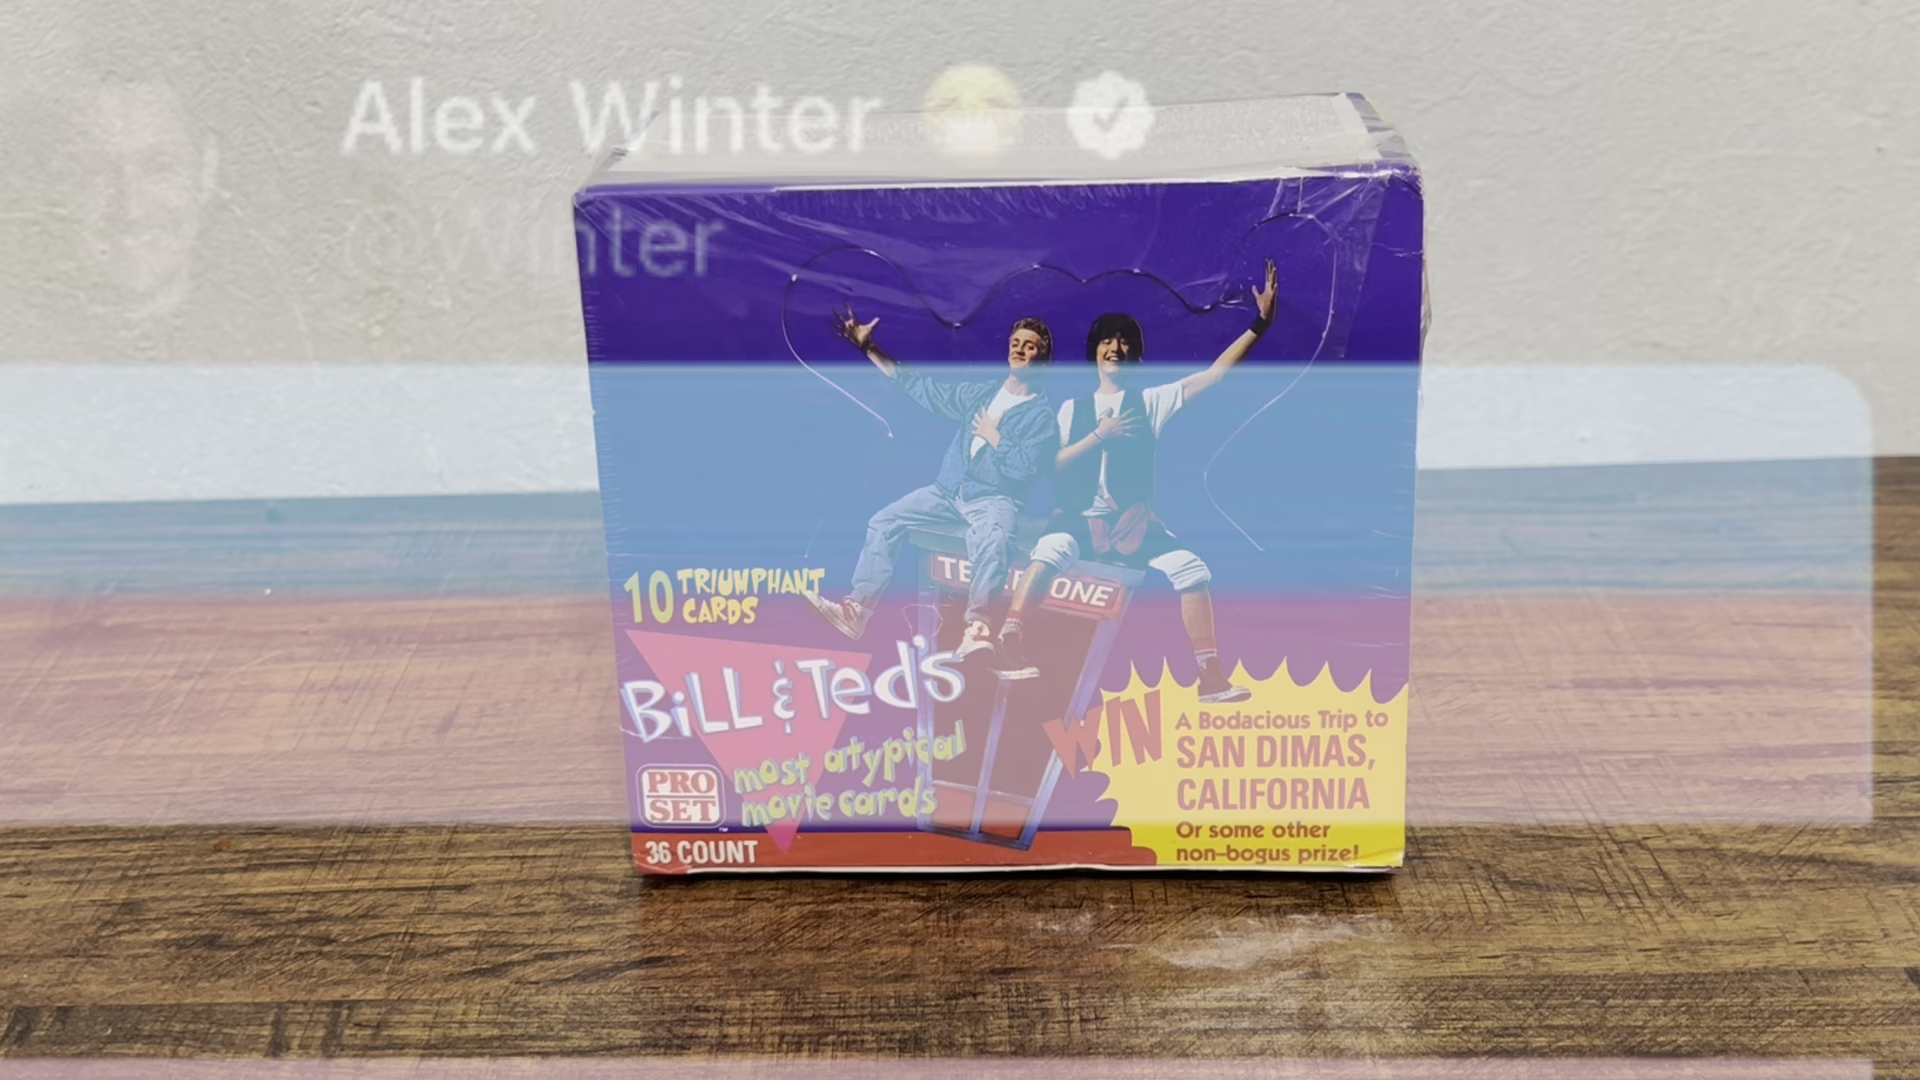 Alex Winter
@Winter
TELEPHONE
10 TRIUMPHANT
CARDS
BiLL & Ted's
most atypical
movie cards
PRO
SET
36 COUNT
WIN
A Bodacious Trip to
SAN DIMAS,
CALIFORNIA
Or some other
non-bogus prize!